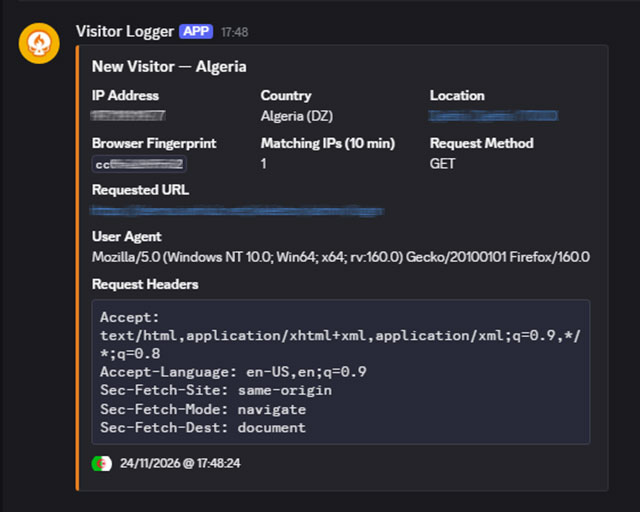 Visitor Logger APP 17:48
New Visitor — Algeria
IP Address Country Location
Algeria (DZ)
Browser Fingerprint Matching IPs (10 min) Request Method
1 GET
Requested URL
User Agent
Mozilla/5.0 (Windows NT 10.0; Win64; x64; rv:160.0) Gecko/20100101 Firefox/160.0
Request Headers
Accept:
text/html,application/xhtml+xml,application/xml;q=0.9,*/
*;q=0.8
Accept-Language: en-US,en;q=0.9
Sec-Fetch-Site: same-origin
Sec-Fetch-Mode: navigate
Sec-Fetch-Dest: document
24/11/2026 @ 17:48:24